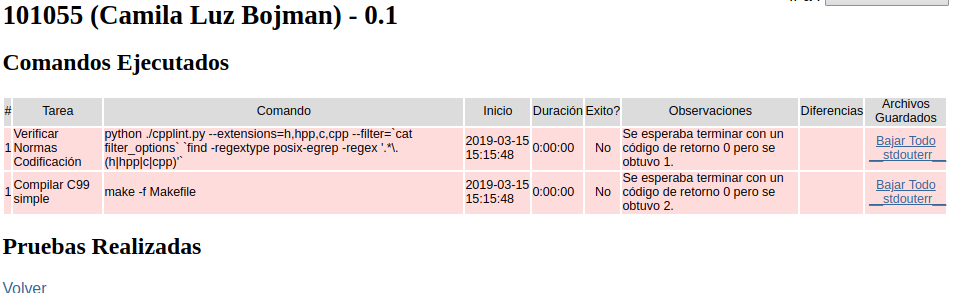 101055 (Camila Luz Bojman) - 0.1
Comandos Ejecutados
# Tarea Comando Inicio Duración Exito? Observaciones Diferencias Archivos Guardados
1 Verificar Normas Codificación python ./cpplint.py --extensions=h,hpp,c,cpp --filter=`cat filter_options` `find -regextype posix-egrep -regex '.*\.(h|hpp|c|cpp)'` 2019-03-15 15:15:48 0:00:00 No Se esperaba terminar con un código de retorno 0 pero se obtuvo 1. Bajar Todo __stdouterr__
1 Compilar C99 simple make -f Makefile 2019-03-15 15:15:48 0:00:00 No Se esperaba terminar con un código de retorno 0 pero se obtuvo 2. Bajar Todo __stdouterr__
Pruebas Realizadas
Volver